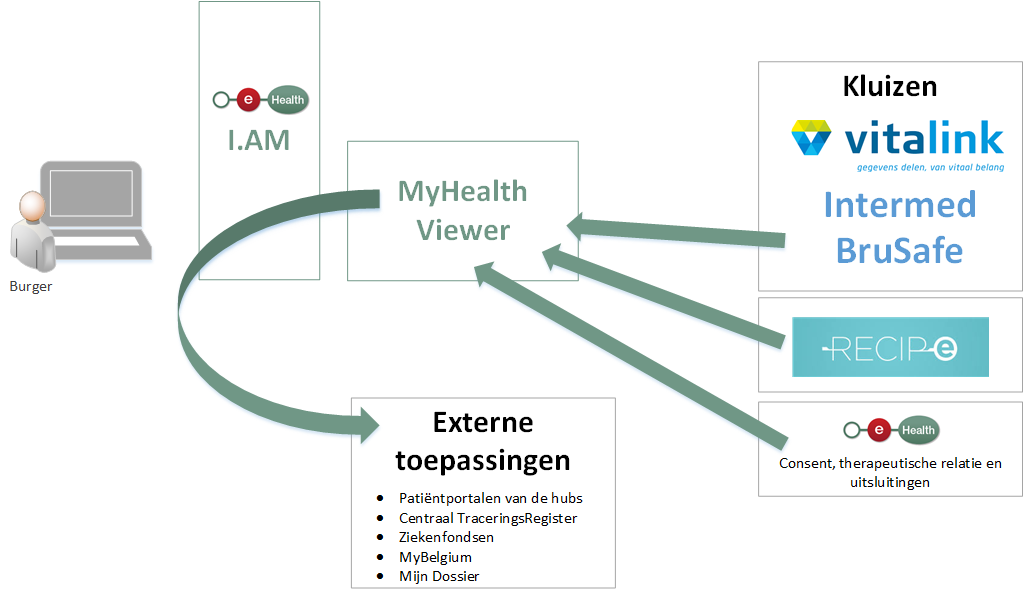 Burger
e Health
I.AM
MyHealth
Viewer
Kluizen
vitalink
gegevens delen, van vitaal belang
Intermed
BruSafe
RECIP-e
e Health
Consent, therapeutische relatie en
uitsluitingen
Externe
toepassingen
• Patiëntportalen van de hubs
• Centraal TraceringsRegister
• Ziekenfondsen
• MyBelgium
• Mijn Dossier